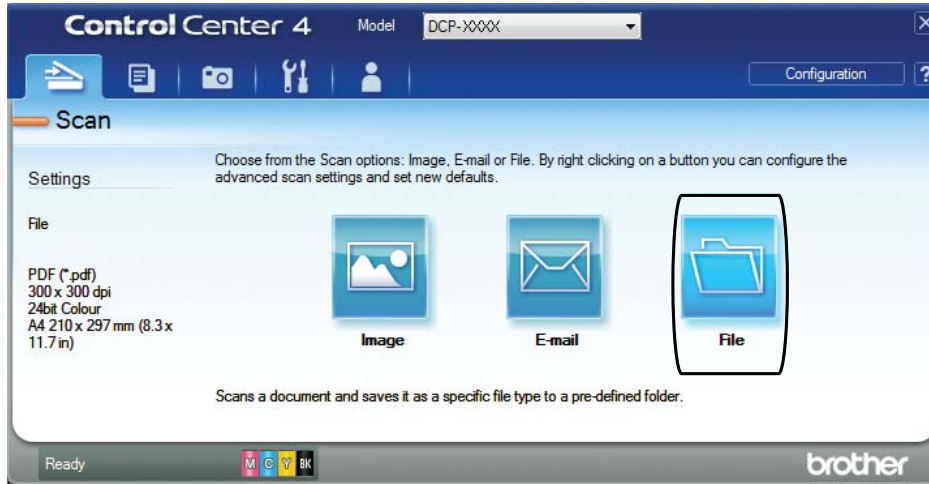 ControlCenter 4 Model DCP-XXXX
Configuration ?
Scan
Settings
Choose from the Scan options: Image, E-mail or File. By right clicking on a button you can configure the
advanced scan settings and set new defaults.
File
PDF (*.pdf)
300 x 300 dpi
24bit Colour
A4 210 x 297 mm (8.3 x
11.7 in)
Image E-mail File
Scans a document and saves it as a specific file type to a pre-defined folder.
Ready M C Y BK brother